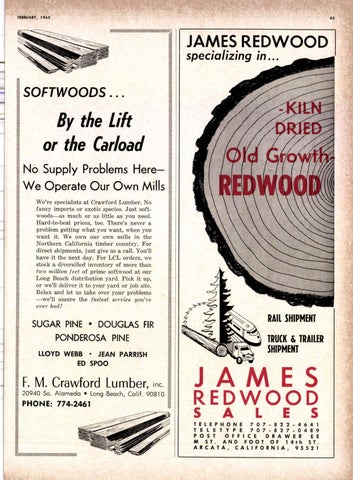 FEBRUARY, 1965
45
SOFTWOODS . . .
By the Lift
or the Carload
No Supply Problems Here—
We Operate Our Own Mills
We're specialists at Crawford Lumber. No
fancy imports or exotic species. Just soft-
woods—as much or as little as you need.
Hard-to-beat prices, too. There's never a
problem getting what you want, when you
want it. We own our own mills in the
Northern California timber country. For
direct shipments, just give us a call. You'll
have it the next day. For LCL orders, we
stock a diversified inventory of more than
two million feet of prime softwood at our
Long Beach distribution yard. Pick it up,
or we'll deliver it to your yard or job site.
Relax and let us take over your problems
—we'll assure the fastest service you've
ever had!
SUGAR PINE • DOUGLAS FIR
PONDEROSA PINE
LLOYD WEBB • JEAN PARRISH
ED SPOO
F. M. Crawford Lumber, inc.
20940 So. Alameda • Long Beach, Calif. 90810
PHONE: 774-2461
JAMES REDWOOD
specializing in...
-KILN
DRIED
Old Growth-
REDWOOD
RAIL SHIPMENT
TRUCK & TRAILER
SHIPMENT
JAMES
REDWOOD
SALES
TELEPHONE 707-822-4641
TELETYPE 707-827-0489
POST OFFICE DRAWER EE
M ST. AND FOOT OF 14th ST.
ARCATA, CALIFORNIA, 95521